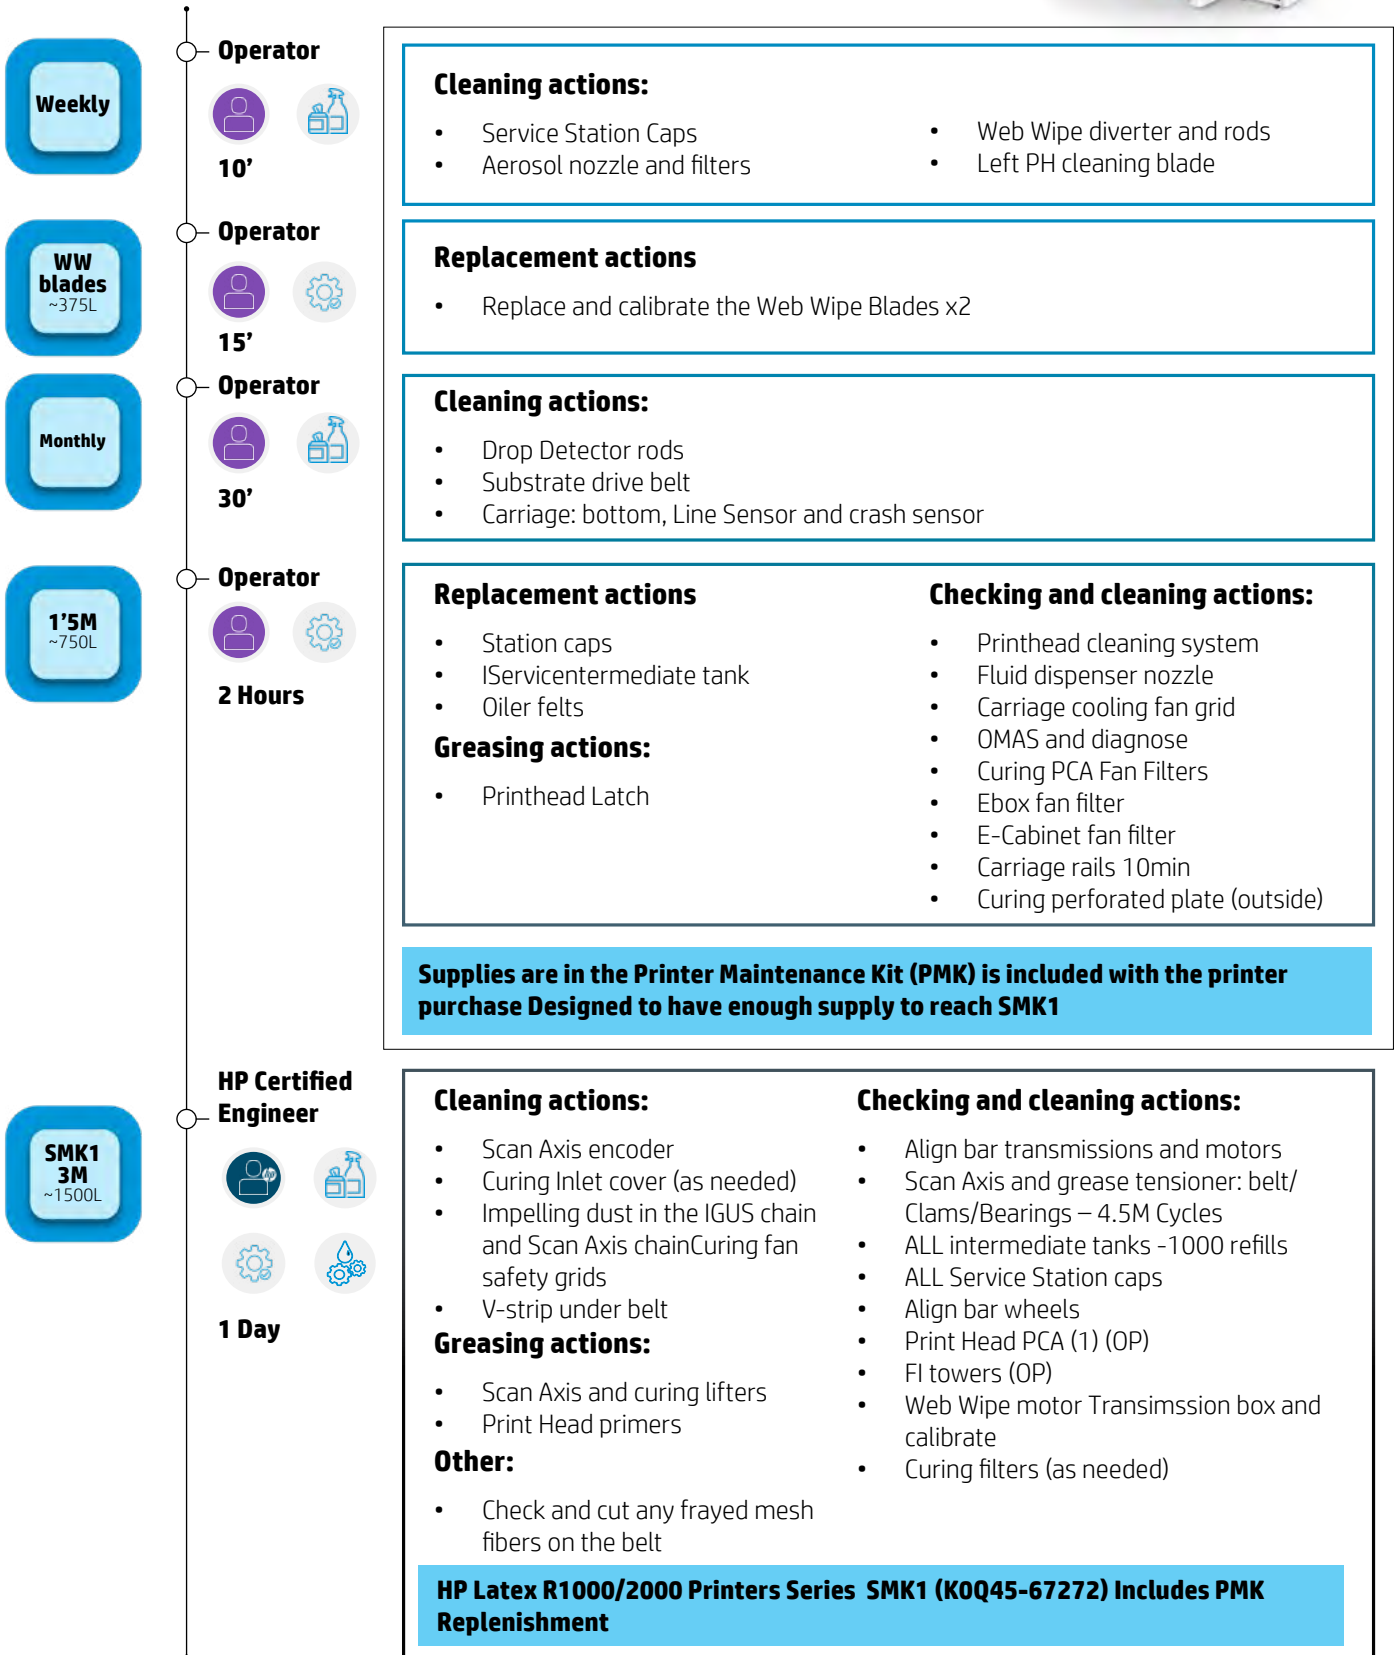 Weekly
Operator
10’
Cleaning actions:
• Service Station Caps
• Aerosol nozzle and filters
• Web Wipe diverter and rods
• Left PH cleaning blade
WW
blades
~375L
Operator
15’
Replacement actions
• Replace and calibrate the Web Wipe Blades x2
Monthly
Operator
30’
Cleaning actions:
• Drop Detector rods
• Substrate drive belt
• Carriage: bottom, Line Sensor and crash sensor
1’5M
~750L
Operator
2 Hours
Replacement actions
• Station caps
• IServicentermediate tank
• Oiler felts
Greasing actions:
• Printhead Latch
Checking and cleaning actions:
• Printhead cleaning system
• Fluid dispenser nozzle
• Carriage cooling fan grid
• OMAS and diagnose
• Curing PCA Fan Filters
• Ebox fan filter
• E-Cabinet fan filter
• Carriage rails 10min
• Curing perforated plate (outside)
Supplies are in the Printer Maintenance Kit (PMK) is included with the printer
purchase Designed to have enough supply to reach SMK1
SMK1
3M
~1500L
HP Certified
Engineer
1 Day
Cleaning actions:
• Scan Axis encoder
• Curing Inlet cover (as needed)
• Impelling dust in the IGUS chain
and Scan Axis chainCuring fan
safety grids
• V-strip under belt
Greasing actions:
• Scan Axis and curing lifters
• Print Head primers
Other:
• Check and cut any frayed mesh
fibers on the belt
Checking and cleaning actions:
• Align bar transmissions and motors
• Scan Axis and grease tensioner: belt/
Clams/Bearings – 4.5M Cycles
• ALL intermediate tanks -1000 refills
• ALL Service Station caps
• Align bar wheels
• Print Head PCA (1) (OP)
• FI towers (OP)
• Web Wipe motor Transimssion box and
calibrate
• Curing filters (as needed)
HP Latex R1000/2000 Printers Series SMK1 (K0Q45-67272) Includes PMK
Replenishment